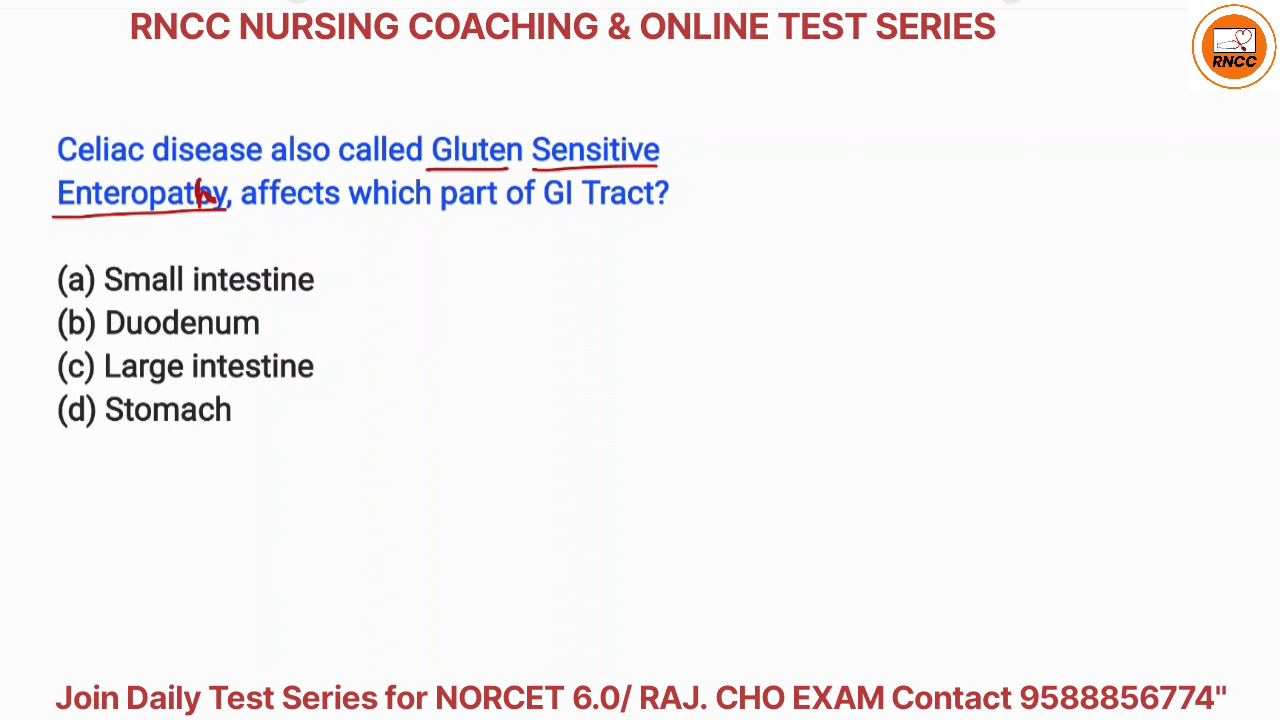 RNCC NURSING COACHING & ONLINE TEST SERIES
RNCC
Celiac disease also called Gluten Sensitive
Enteropathy, affects which part of GI Tract?
(a) Small intestine
(b) Duodenum
(c) Large intestine
(d) Stomach
Join Daily Test Series for NORCET 6.0/ RAJ. CHO EXAM Contact 9588856774"